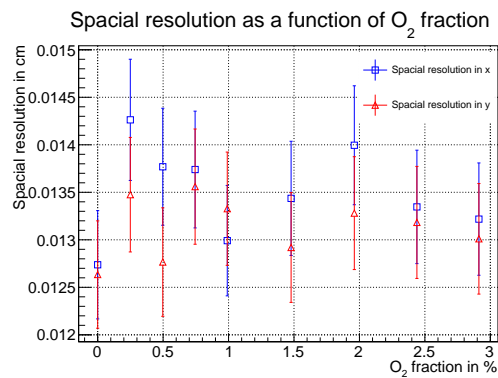 Spacial resolution as a function of O2 fraction
Spacial resolution in cm
0.015
0.0145
0.014
0.0135
0.013
0.0125
0.012
Spacial resolution in x
Spacial resolution in y
0 0.5 1 1.5 2 2.5 3
O2 fraction in %